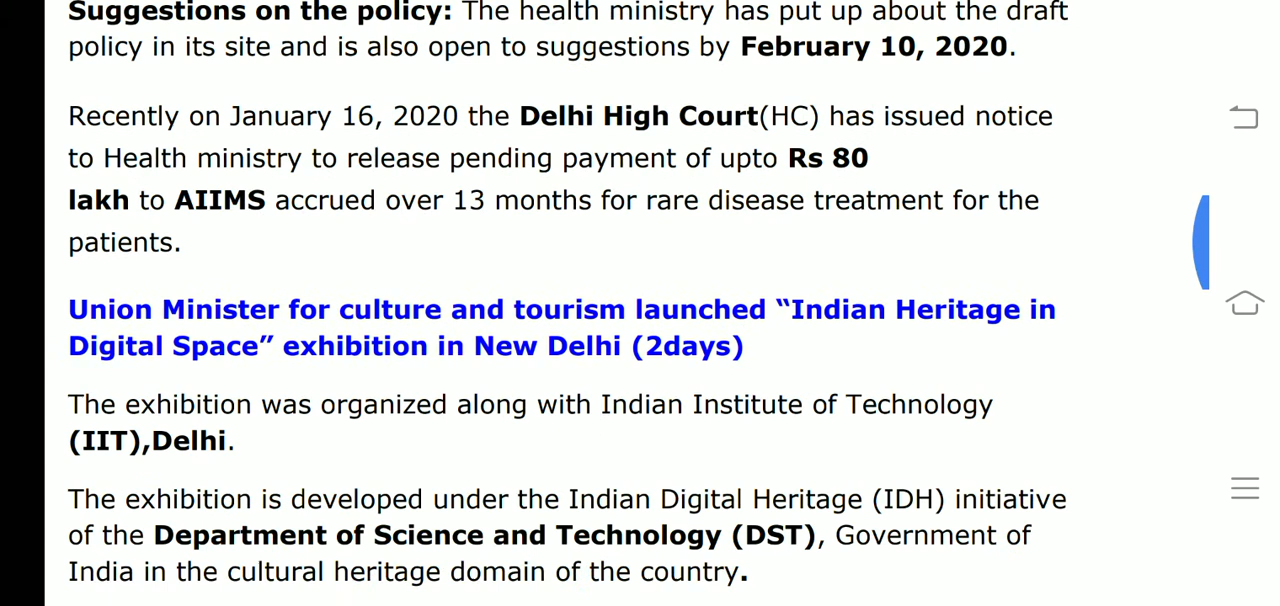 Suggestions on the policy: The health ministry has put up about the draft
policy in its site and is also open to suggestions by February 10, 2020.
Recently on January 16, 2020 the Delhi High Court(HC) has issued notice
to Health ministry to release pending payment of upto Rs 80
lakh to AIIMS accrued over 13 months for rare disease treatment for the
patients.
Union Minister for culture and tourism launched “Indian Heritage in
Digital Space” exhibition in New Delhi (2days)
The exhibition was organized along with Indian Institute of Technology
(IIT),Delhi.
The exhibition is developed under the Indian Digital Heritage (IDH) initiative
of the Department of Science and Technology (DST), Government of
India in the cultural heritage domain of the country.